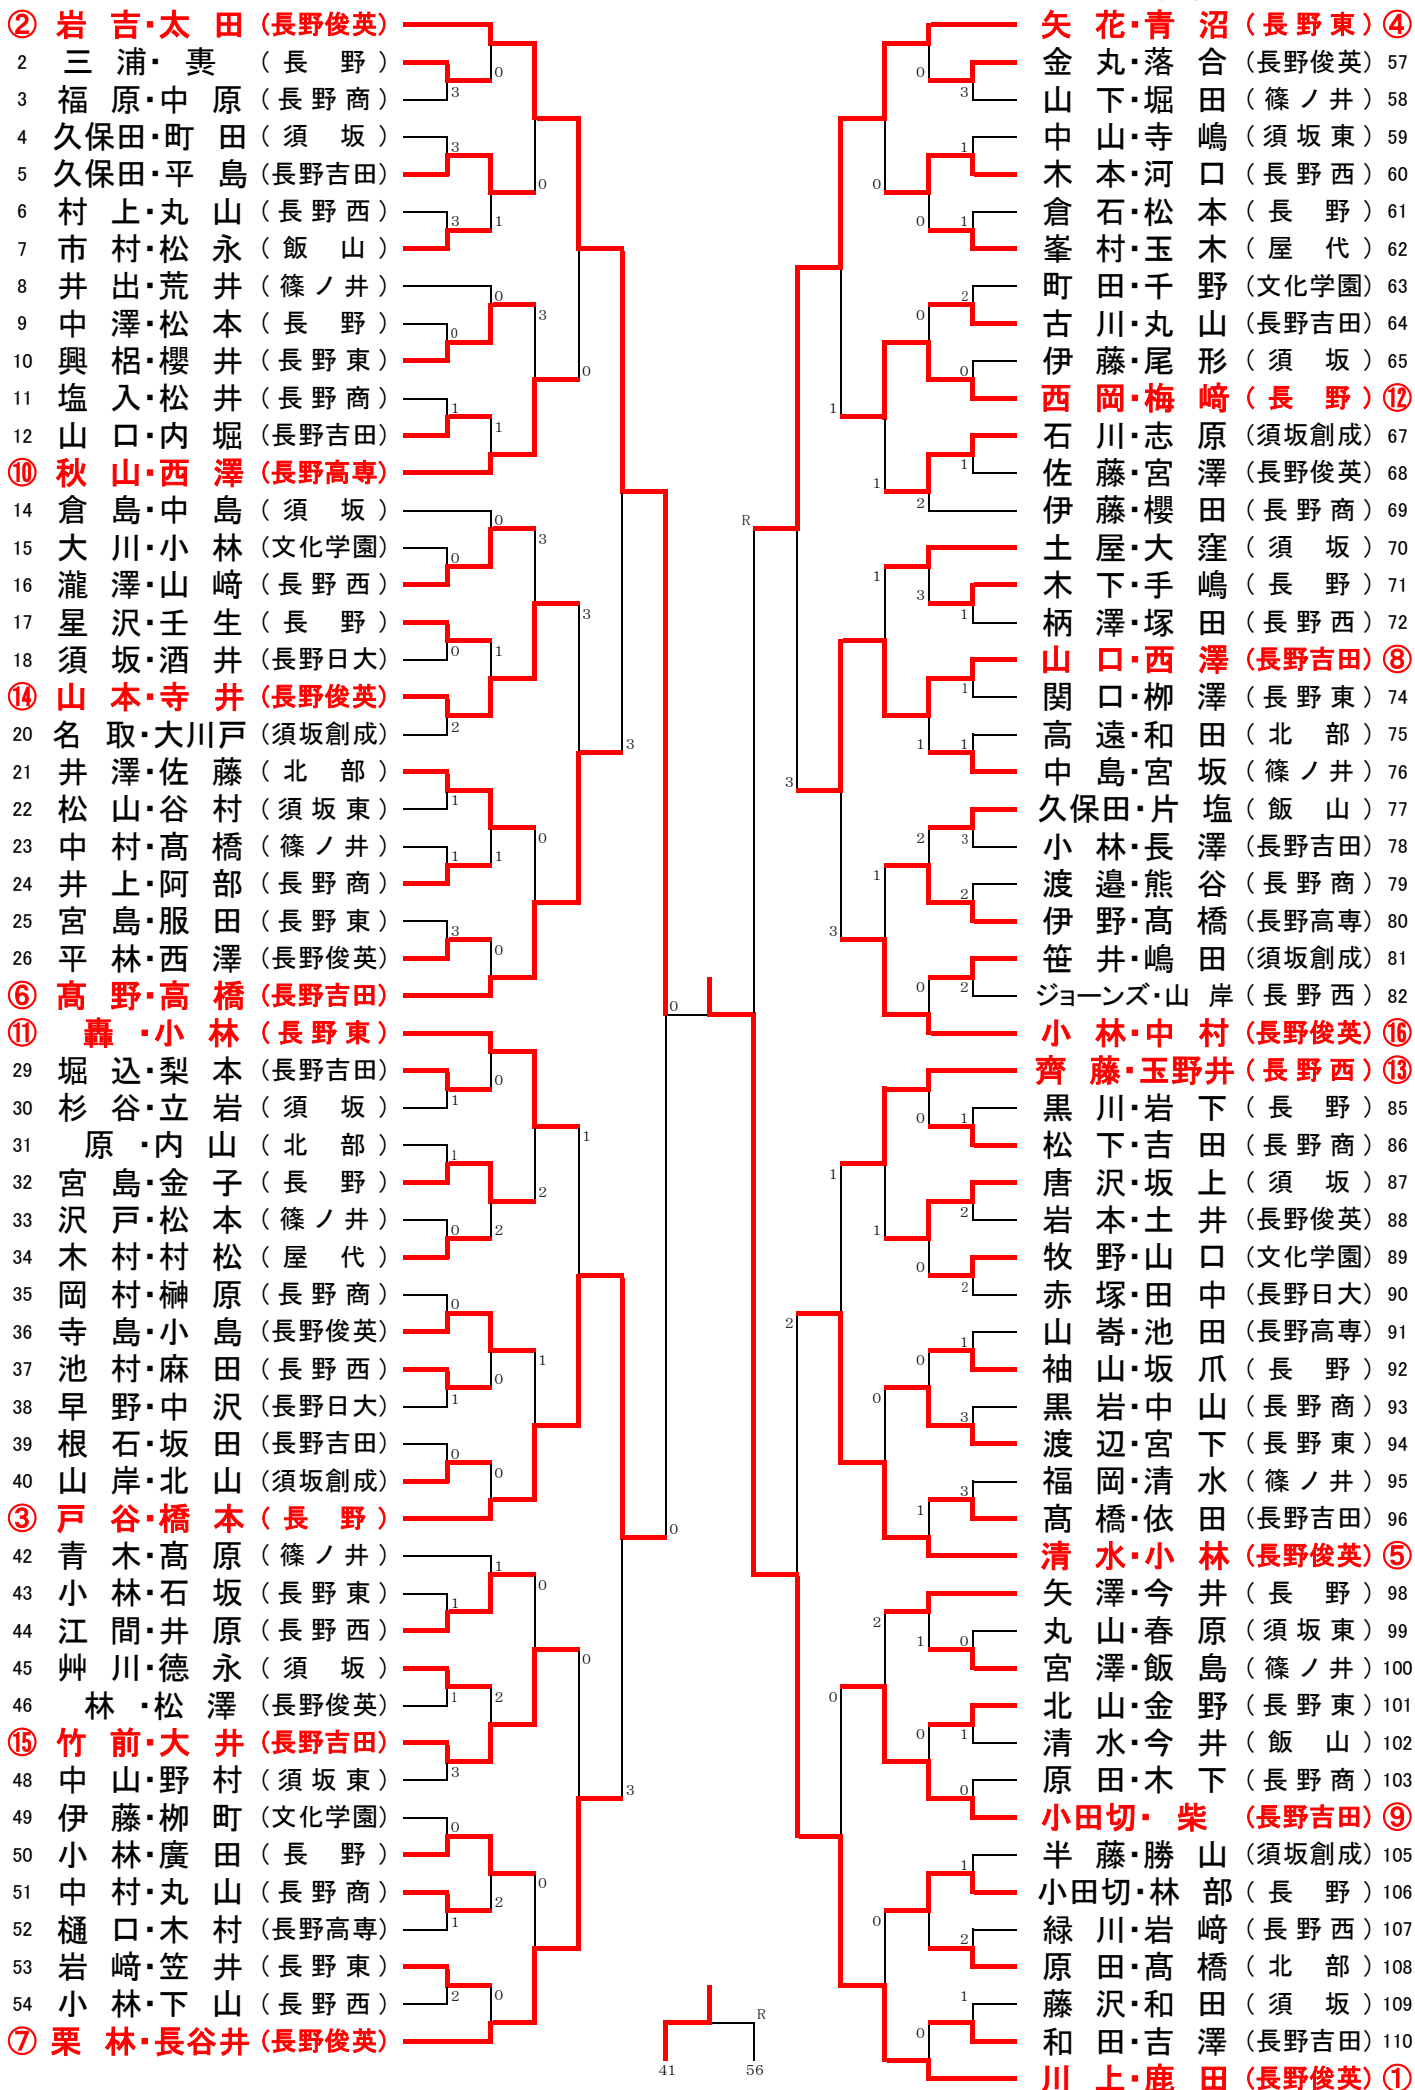 ② 岩 吉・太 田 (長野俊英)
2 三 浦・ 裏 (長 野)
3 福 原・中 原 (長野商)
4 久保田・町 田 (須 坂)
5 久保田・平 島 (長野吉田)
6 村 上・丸 山 (長野西)
7 市 村・松 永 (飯 山)
8 井 出・荒 井 (篠ノ井)
9 中 澤・松 本 (長 野)
10 興 梠・櫻 井 (長野東)
11 塩 入・松 井 (長野商)
12 山 口・内 堀 (長野吉田)
⑩ 秋 山・西 澤 (長野高専)
14 倉 島・中 島 (須 坂)
15 大 川・小 林 (文化学園)
16 瀧 澤・山 﨑 (長野西)
17 星 沢・壬 生 (長 野)
18 須 坂・酒 井 (長野日大)
⑭ 山 本・寺 井 (長野俊英)
20 名 取・大川戸 (須坂創成)
21 井 澤・佐 藤 (北 部)
22 松 山・谷 村 (須坂東)
23 中 村・髙 橋 (篠ノ井)
24 井 上・阿 部 (長野商)
25 宮 島・服 田 (長野東)
26 平 林・西 澤 (長野俊英)
⑥ 髙 野・高 橋 (長野吉田)
⑪ 轟 ・小 林 (長野東)
29 堀 込・梨 本 (長野吉田)
30 杉 谷・立 岩 (須 坂)
31 原 ・内 山 (北 部)
32 宮 島・金 子 (長 野)
33 沢 戸・松 本 (篠ノ井)
34 木 村・村 松 (屋 代)
35 岡 村・榊 原 (長野商)
36 寺 島・小 島 (長野俊英)
37 池 村・麻 田 (長野西)
38 早 野・中 沢 (長野日大)
39 根 石・坂 田 (長野吉田)
40 山 岸・北 山 (須坂創成)
③ 戸 谷・橋 本 (長 野)
42 青 木・髙 原 (篠ノ井)
43 小 林・石 坂 (長野東)
44 江 間・井 原 (長野西)
45 艸 川・德 永 (須 坂)
46 林 ・松 澤 (長野俊英)
⑮ 竹 前・大 井 (長野吉田)
48 中 山・野 村 (須坂東)
49 伊 藤・栁 町 (文化学園)
50 小 林・廣 田 (長 野)
51 中 村・丸 山 (長野商)
52 樋 口・木 村 (長野高専)
53 岩 﨑・笠 井 (長野東)
54 小 林・下 山 (長野西)
⑦ 栗 林・長谷井 (長野俊英)
矢 花・青 沼 (長野東) ④
金 丸・落 合 (長野俊英) 57
山 下・堀 田 (篠ノ井) 58
中 山・寺 嶋 (須坂東) 59
木 本・河 口 (長野西) 60
倉 石・松 本 (長 野) 61
峯 村・玉 木 (屋 代) 62
町 田・千 野 (文化学園) 63
古 川・丸 山 (長野吉田) 64
伊 藤・尾 形 (須 坂) 65
西 岡・梅 﨑 (長 野) ⑫
石 川・志 原 (須坂創成) 67
佐 藤・宮 澤 (長野俊英) 68
伊 藤・櫻 田 (長野商) 69
土 屋・大 窪 (須 坂) 70
木 下・手 嶋 (長 野) 71
柄 澤・塚 田 (長野西) 72
山 口・西 澤 (長野吉田) ⑧
関 口・栁 澤 (長野東) 74
高 遠・和 田 (北 部) 75
中 島・宮 坂 (篠ノ井) 76
久保田・片 塩 (飯 山) 77
小 林・長 澤 (長野吉田) 78
渡 邉・熊 谷 (長野商) 79
伊 野・髙 橋 (長野高専) 80
笹 井・嶋 田 (須坂創成) 81
ジョーンズ・山 岸 (長野西) 82
小 林・中 村 (長野俊英) ⑯
齊 藤・玉野井 (長野西) ⑬
黒 川・岩 下 (長 野) 85
松 下・吉 田 (長野商) 86
唐 沢・坂 上 (須 坂) 87
岩 本・土 井 (長野俊英) 88
牧 野・山 口 (文化学園) 89
赤 塚・田 中 (長野日大) 90
山 嵜・池 田 (長野高専) 91
袖 山・坂 爪 (長 野) 92
黒 岩・中 山 (長野商) 93
渡 辺・宮 下 (長野東) 94
福 岡・清 水 (篠ノ井) 95
髙 橋・依 田 (長野吉田) 96
清 水・小 林 (長野俊英) ⑤
矢 澤・今 井 (長 野) 98
丸 山・春 原 (須坂東) 99
宮 澤・飯 島 (篠ノ井) 100
北 山・金 野 (長野東) 101
清 水・今 井 (飯 山) 102
原 田・木 下 (長野商) 103
小田切・ 柴 (長野吉田) ⑨
半 藤・勝 山 (須坂創成) 105
小田切・林 部 (長 野) 106
緑 川・岩 﨑 (長野西) 107
原 田・髙 橋 (北 部) 108
藤 沢・和 田 (須 坂) 109
和 田・吉 澤 (長野吉田) 110
川 上・鹿 田 (長野俊英) ①
R
R
41 56